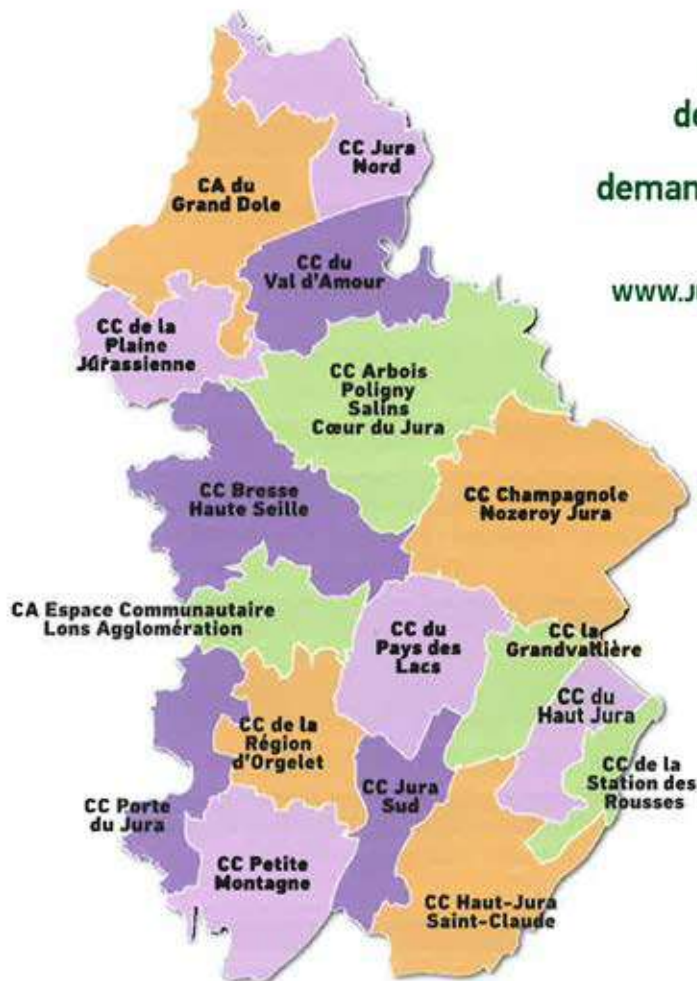 de
CC Jura
Nord
demand
CA du
Grand Dole
CC du
Val d'Amour
www.J
CC de la
Plaine
Jurassienne
CC Arbois
Poligny
Salins
Cœur du Jura
CC Bresse
Haute Seille
CC Champagnole
Nozeroy Jura
CA Espace Communautaire
Lons Agglomération
CC du
Pays des
Lacs
CC la
Grandvallière
CC du
Haut Jura
CC de la
Région
d'Orgelet
CC de la
Station des
Rousses
CC Porte
du Jura
CC Jura
Sud
CC Petite
Montagne
CC Haut-Jura
Saint-Claude